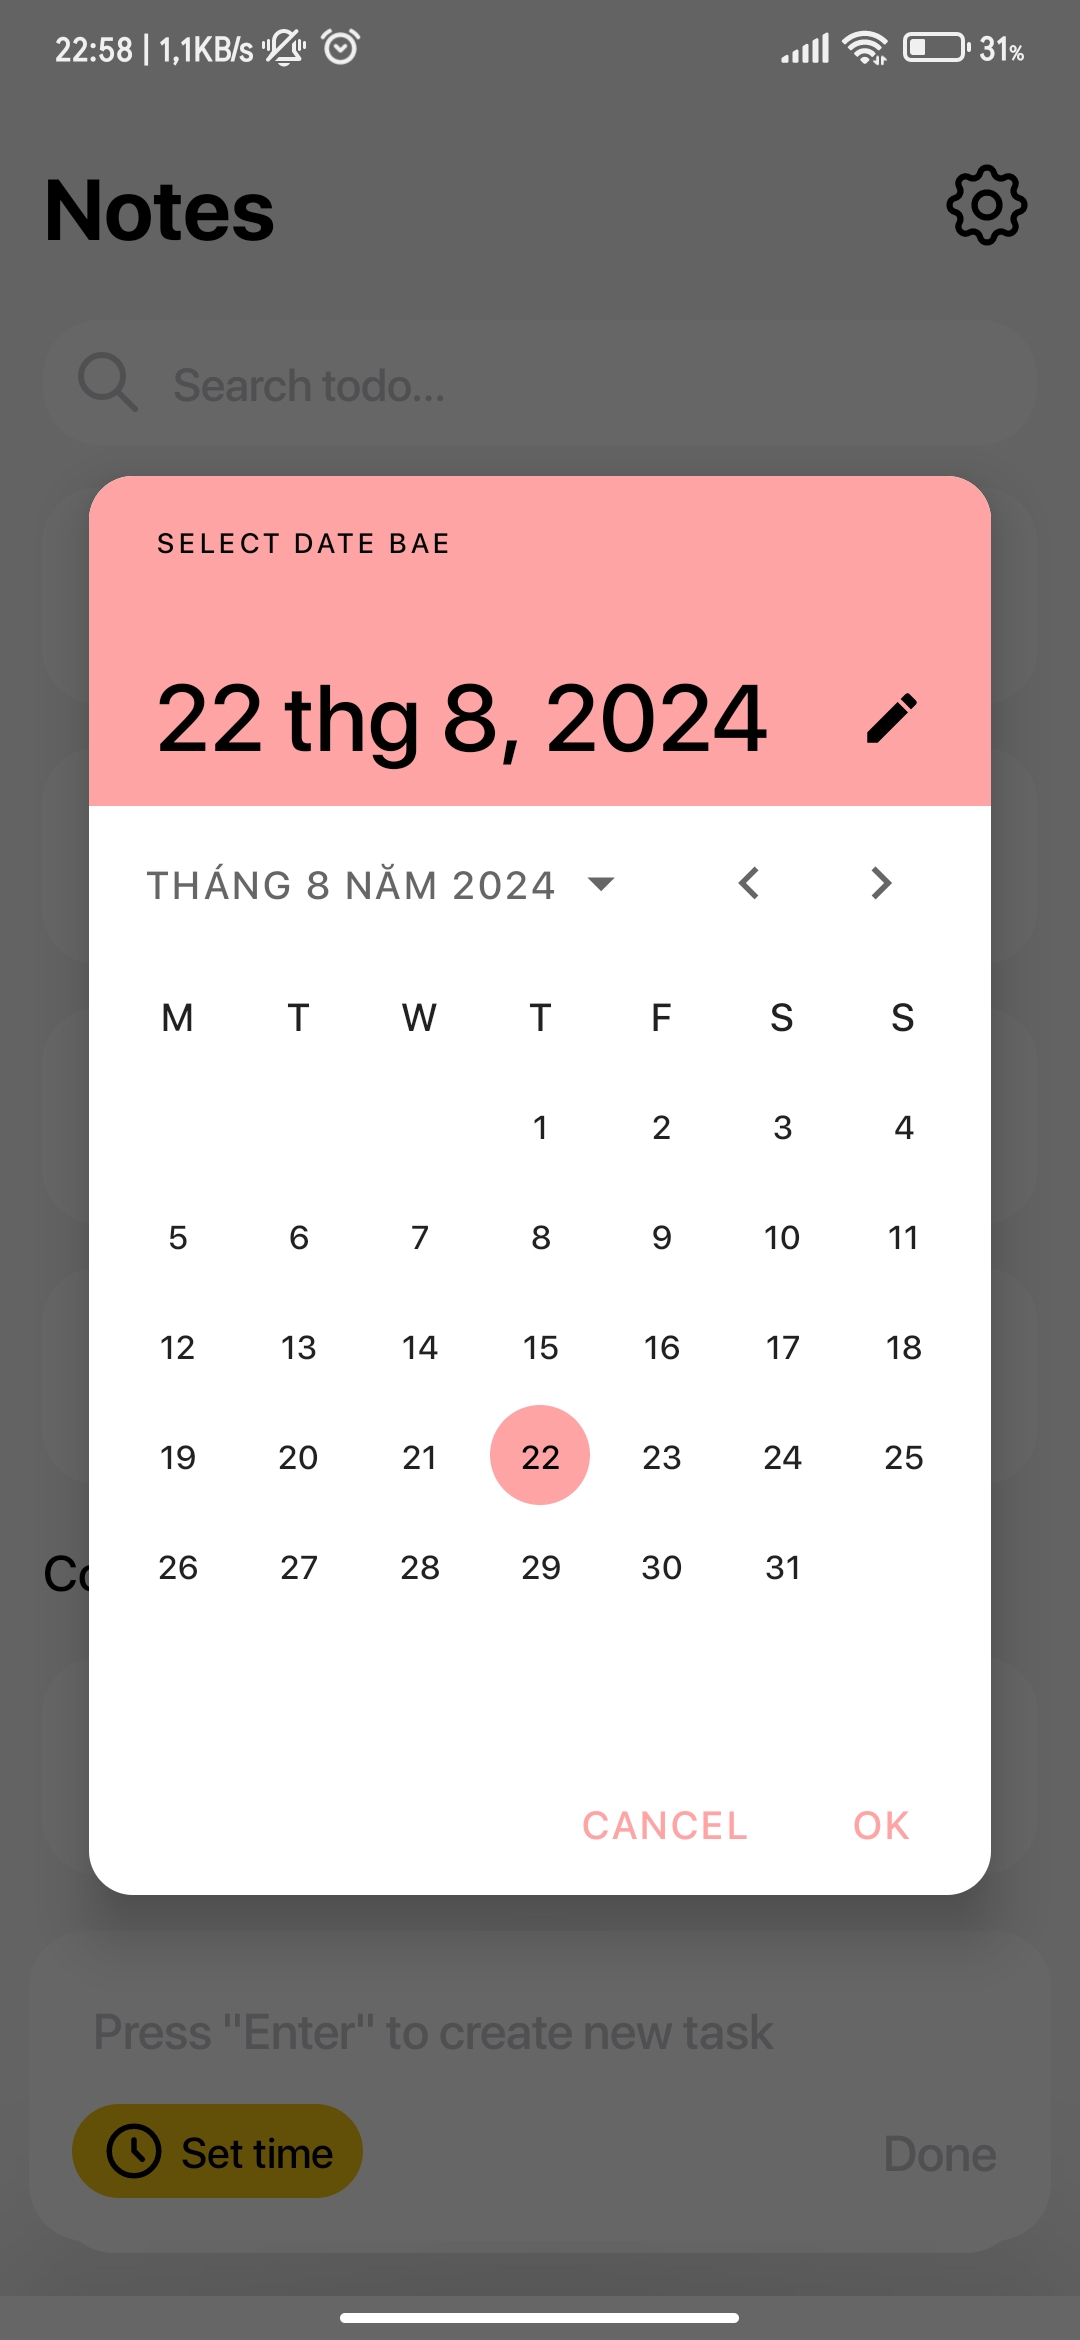 22:58 | 1,1KB/s 31%
Notes
Search todo...
SELECT DATE BAE
22 thg 8, 2024
THÁNG 8 NĂM 2024
M T W T F S S
1 2 3 4
5 6 7 8 9 10 11
12 13 14 15 16 17 18
19 20 21 22 23 24 25
26 27 28 29 30 31
CANCEL OK
Press "Enter" to create new task
Set time Done